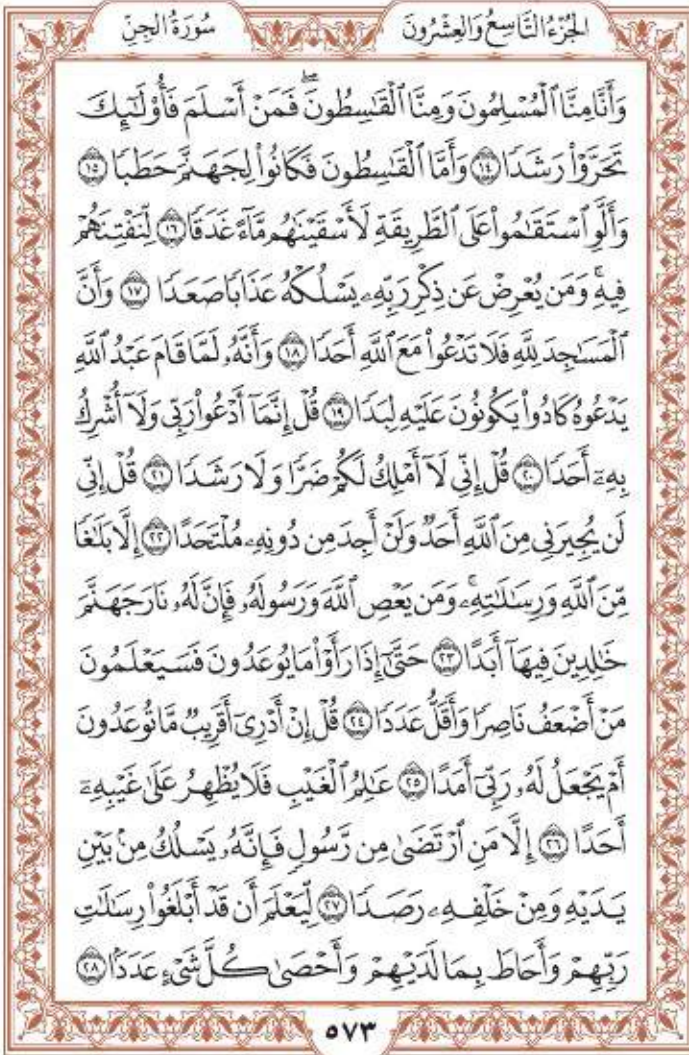 الجُزْءُ التَّاسِعُ وَالعِشْرُونَ
سُورَةُ الجِنِّ
وَأَنَّا مِنَّا ٱلْمُسْلِمُونَ وَمِنَّا ٱلْقَٰسِطُونَۖ فَمَنْ أَسْلَمَ فَأُو۟لَٰٓئِكَ
تَحَرَّوْا۟ رَشَدًا ١٤ وَأَمَّا ٱلْقَٰسِطُونَ فَكَانُوا۟ لِجَهَنَّمَ حَطَبًا ١٥
وَأَلَّوِ ٱسْتَقَٰمُوا۟ عَلَى ٱلطَّرِيقَةِ لَأَسْقَيْنَٰهُم مَّآءً غَدَقًا ١٦ لِّنَفْتِنَهُمْ
فِيهِۚ وَمَن يُعْرِضْ عَن ذِكْرِ رَبِّهِۦ يَسْلُكْهُ عَذَابًا صَعَدًا ١٧ وَأَنَّ
ٱلْمَسَٰجِدَ لِلَّهِ فَلَا تَدْعُوا۟ مَعَ ٱللَّهِ أَحَدًا ١٨ وَأَنَّهُۥ لَمَّا قَامَ عَبْدُ ٱللَّهِ
يَدْعُوهُ كَادُوا۟ يَكُونُونَ عَلَيْهِ لِبَدًا ١٩ قُلْ إِنَّمَآ أَدْعُوا۟ رَبِّى وَلَآ أُشْرِكُ
بِهِۦٓ أَحَدًا ٢٠ قُلْ إِنِّى لَآ أَمْلِكُ لَكُمْ ضَرًّا وَلَا رَشَدًا ٢١ قُلْ إِنِّى
لَن يُجِيرَنِى مِنَ ٱللَّهِ أَحَدٌ وَلَنْ أَجِدَ مِن دُونِهِۦ مُلْتَحَدًا ٢٢ إِلَّا بَلَٰغًا
مِّنَ ٱللَّهِ وَرِسَٰلَٰتِهِۦۚ وَمَن يَعْصِ ٱللَّهَ وَرَسُولَهُۥ فَإِنَّ لَهُۥ نَارَ جَهَنَّمَ
خَٰلِدِينَ فِيهَآ أَبَدًا ٢٣ حَتَّىٰٓ إِذَا رَأَوْا۟ مَا يُوعَدُونَ فَسَيَعْلَمُونَ
مَنْ أَضْعَفُ نَاصِرًا وَأَقَلُّ عَدَدًا ٢٤ قُلْ إِنْ أَدْرِىٓ أَقَرِيبٌ مَّا تُوعَدُونَ
أَمْ يَجْعَلُ لَهُۥ رَبِّىٓ أَمَدًا ٢٥ عَٰلِمُ ٱلْغَيْبِ فَلَا يُظْهِرُ عَلَىٰ غَيْبِهِۦٓ
أَحَدًا ٢٦ إِلَّا مَنِ ٱرْتَضَىٰ مِن رَّسُولٍ فَإِنَّهُۥ يَسْلُكُ مِنۢ بَيْنِ
يَدَيْهِ وَمِنْ خَلْفِهِۦ رَصَدًا ٢٧ لِّيَعْلَمَ أَن قَدْ أَبْلَغُوا۟ رِسَٰلَٰتِ
رَبِّهِمْ وَأَحَاطَ بِمَا لَدَيْهِمْ وَأَحْصَىٰ كُلَّ شَىْءٍ عَدَدًۢا ٢٨
٥٧٣